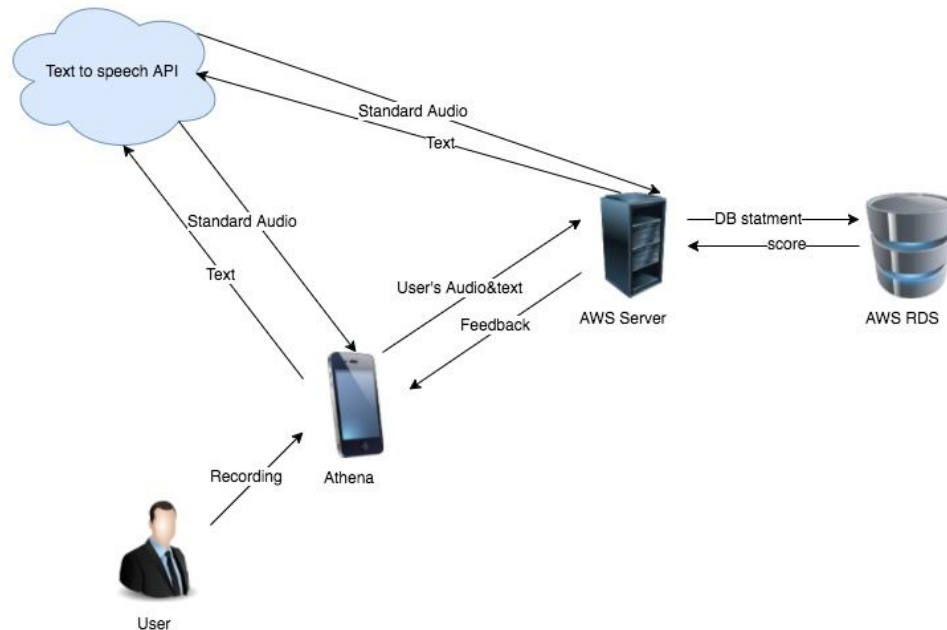 Text to speech API
Standard Audio
Text
Standard Audio
Text
DB statment
score
User's Audio&text
Feedback
AWS Server
AWS RDS
Recording
Athena
User